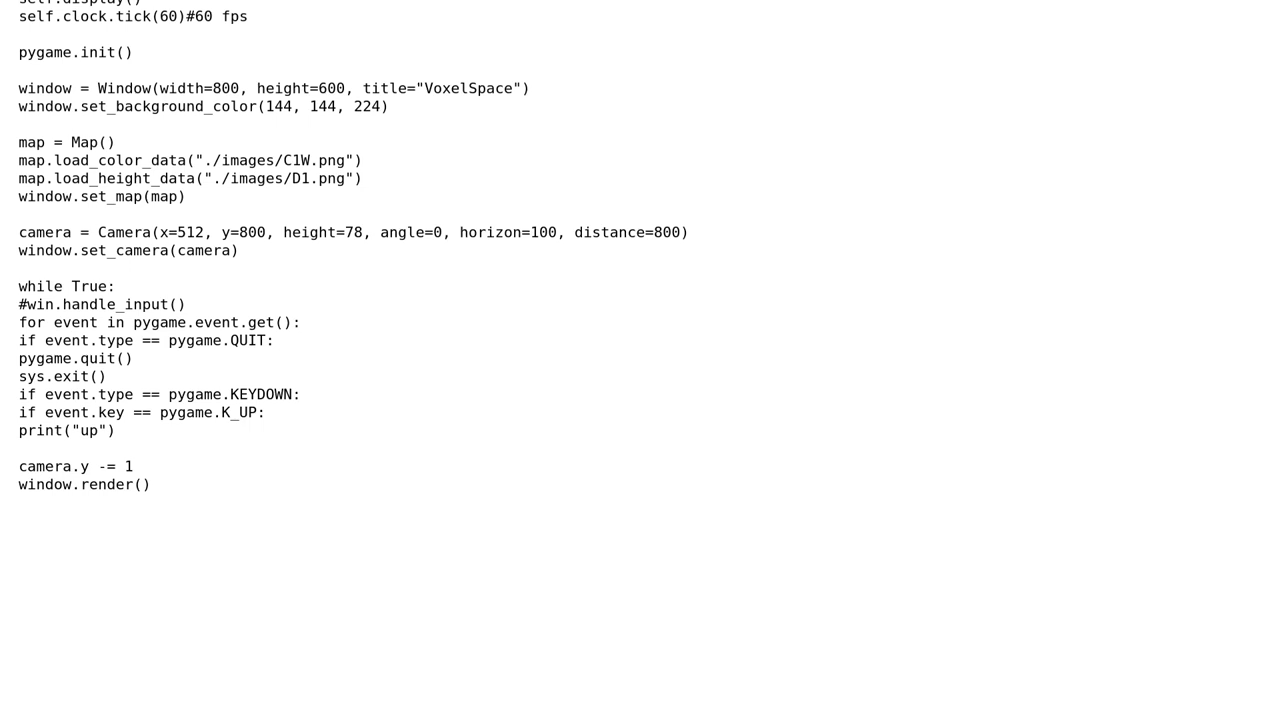 self.display()
self.clock.tick(60)#60 fps
pygame.init()
window = Window(width=800, height=600, title="VoxelSpace")
window.set_background_color(144, 144, 224)
map = Map()
map.load_color_data("./images/C1W.png")
map.load_height_data("./images/D1.png")
window.set_map(map)
camera = Camera(x=512, y=800, height=78, angle=0, horizon=100, distance=800)
window.set_camera(camera)
while True:
#win.handle_input()
for event in pygame.event.get():
if event.type == pygame.QUIT:
pygame.quit()
sys.exit()
if event.type == pygame.KEYDOWN:
if event.key == pygame.K_UP:
print("up")
camera.y -= 1
window.render()